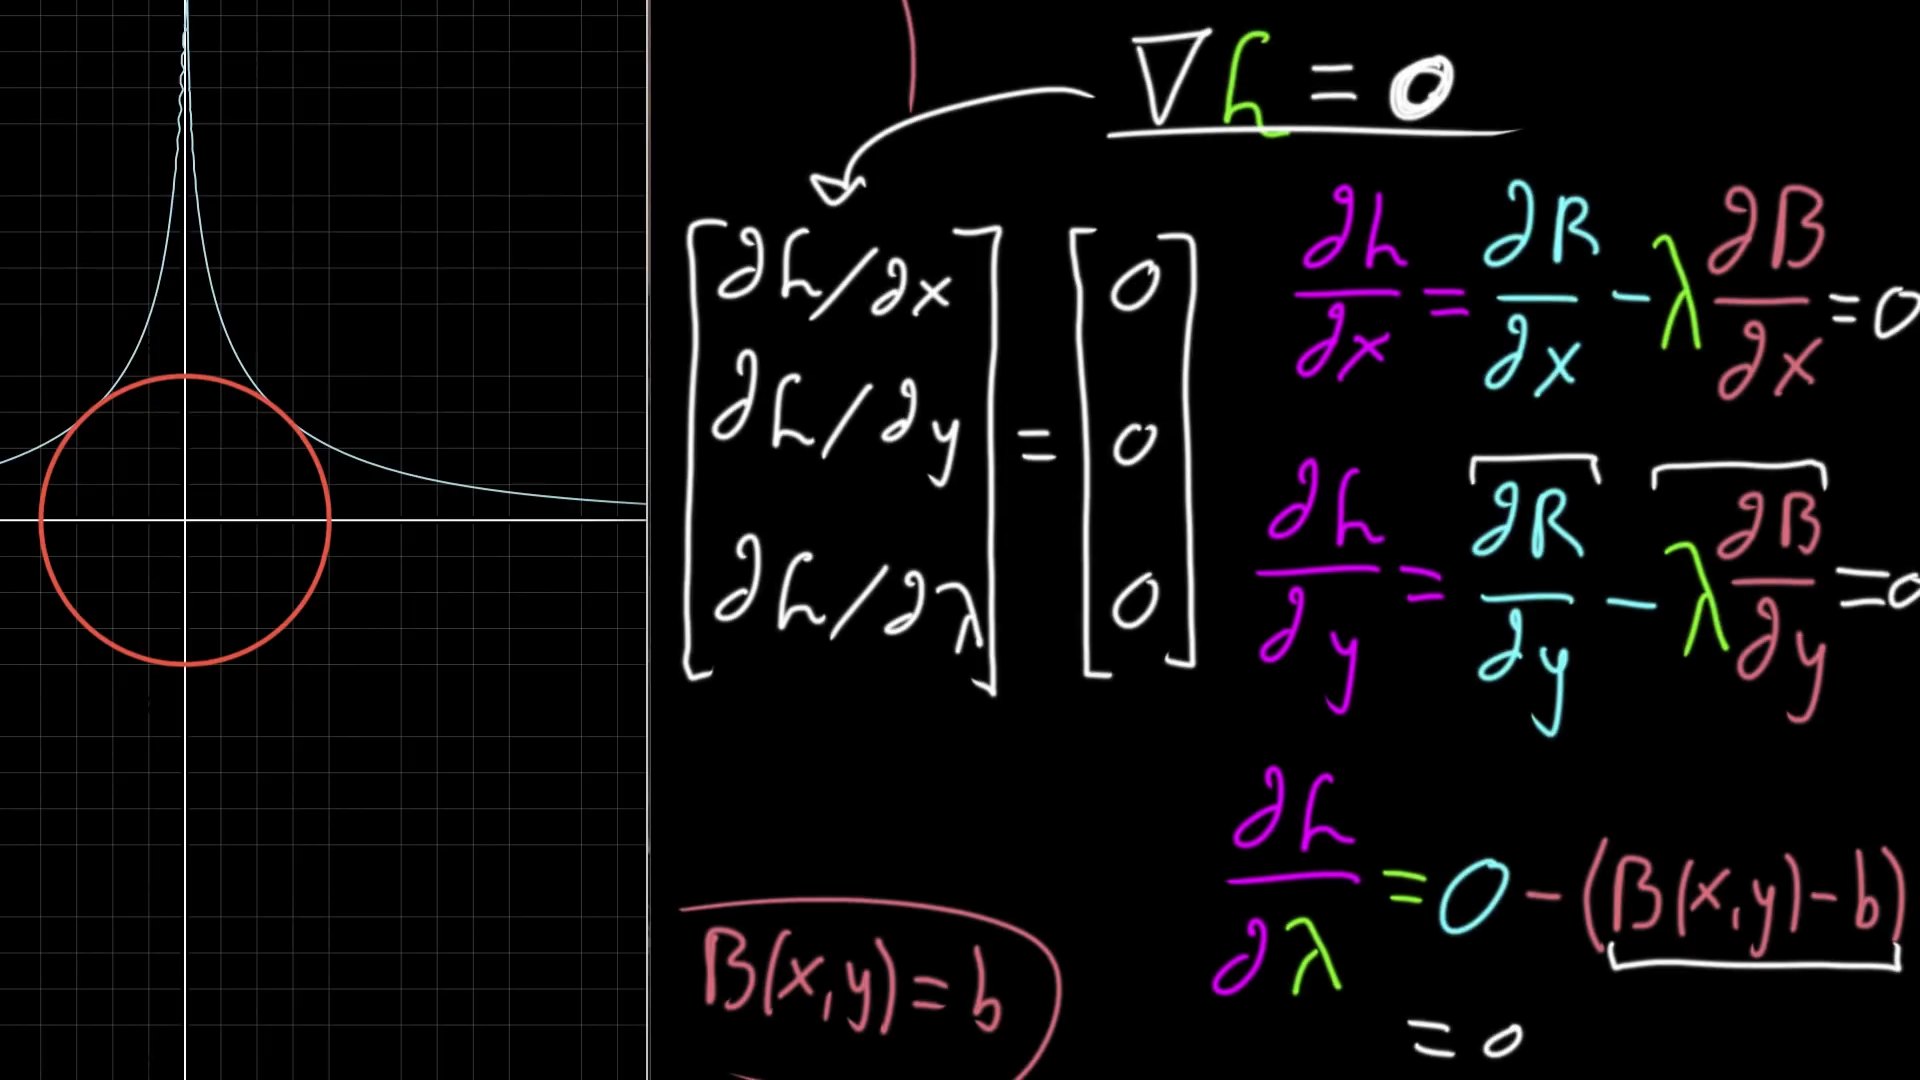 ∇ℒ = 0
[∂ℒ/∂x] = [0]
[∂ℒ/∂y] = [0]
[∂ℒ/∂λ] = [0]
∂ℒ/∂x = ∂R/∂x - λ ∂B/∂x = 0
∂ℒ/∂y = ∂R/∂y - λ ∂B/∂y = 0
∂ℒ/∂λ = 0 - (B(x,y) - b)
= 0
B(x,y) = b